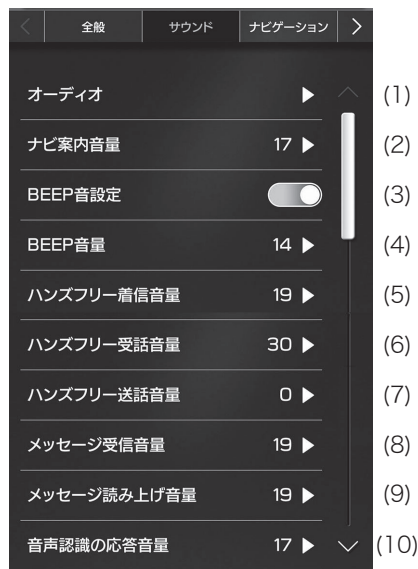 全般 サウンド ナビゲーション
オーディオ (1)
ナビ案内音量 17 (2)
BEEP音設定 (3)
BEEP音量 14 (4)
ハンズフリー着信音量 19 (5)
ハンズフリー受話音量 30 (6)
ハンズフリー送話音量 0 (7)
メッセージ受信音量 19 (8)
メッセージ読み上げ音量 19 (9)
音声認識の応答音量 17 (10)